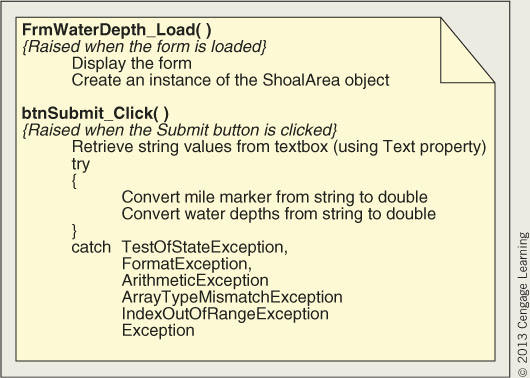 FrmWaterDepth_Load( )
{Raised when the form is loaded}
Display the form
Create an instance of the ShoalArea object
btnSubmit_Click( )
{Raised when the Submit button is clicked}
Retrieve string values from textbox (using Text property)
try
{
Convert mile marker from string to double
Convert water depths from string to double
}
catch TestOfStateException,
FormatException,
ArithmeticException
ArrayTypeMismatchException
IndexOutOfRangeException
Exception
© 2013 Cengage Learning